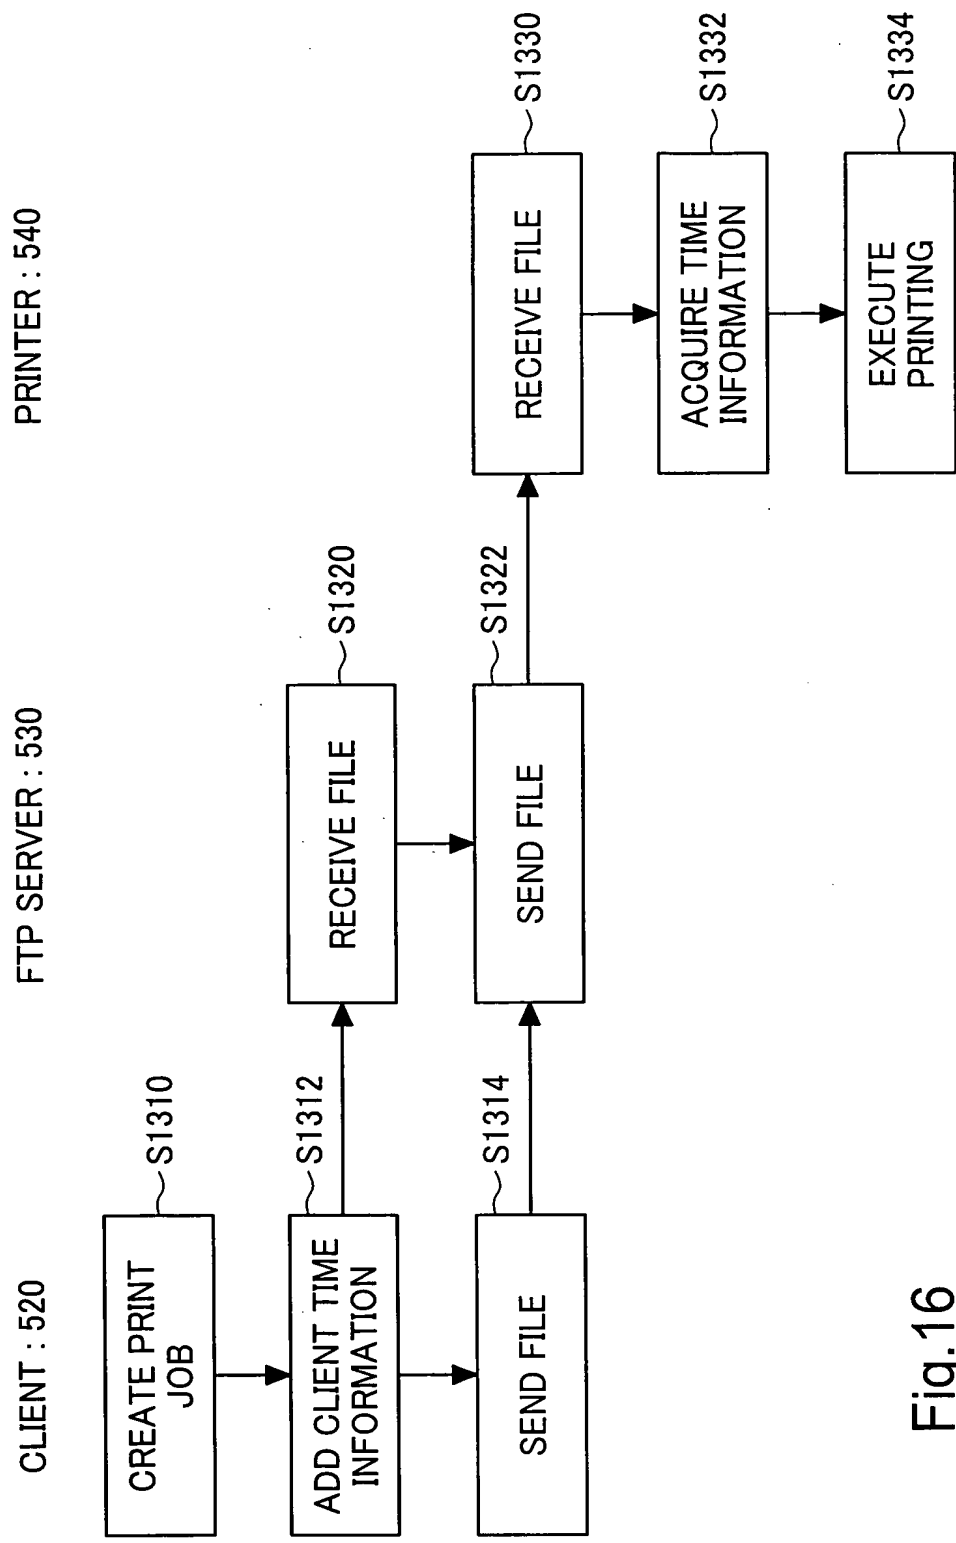 CLIENT : 520
FTP SERVER : 530
PRINTER : 540
CREATE PRINT
JOB
S1310
ADD CLIENT TIME
INFORMATION
S1312
RECEIVE FILE
S1320
SEND FILE
S1314
SEND FILE
S1322
RECEIVE FILE
S1330
ACQUIRE TIME
INFORMATION
S1332
EXECUTE
PRINTING
S1334
Fig.16